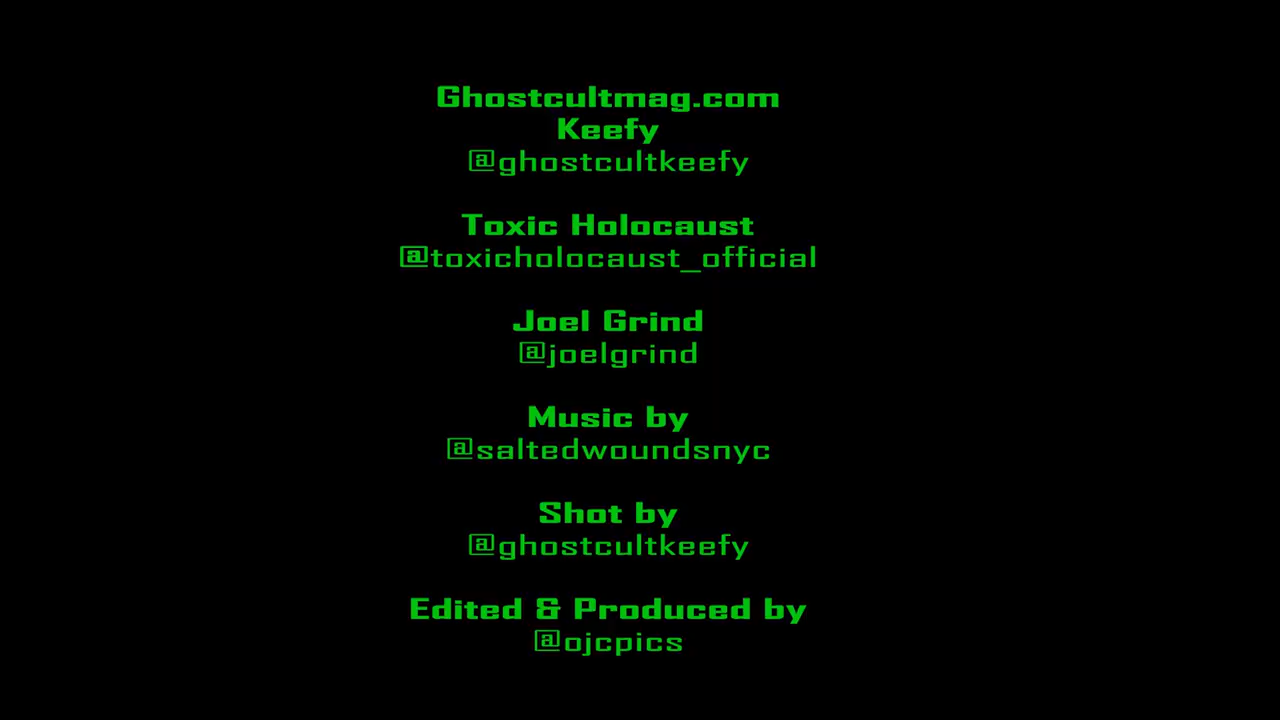 Ghostcultmag.com
Keefy
@ghostcultkeefy
Toxic Holocaust
@toxicholocaust_official
Joel Grind
@joelgrind
Music by
@saltedwoundsnyc
Shot by
@ghostcultkeefy
Edited & Produced by
@ojcpics